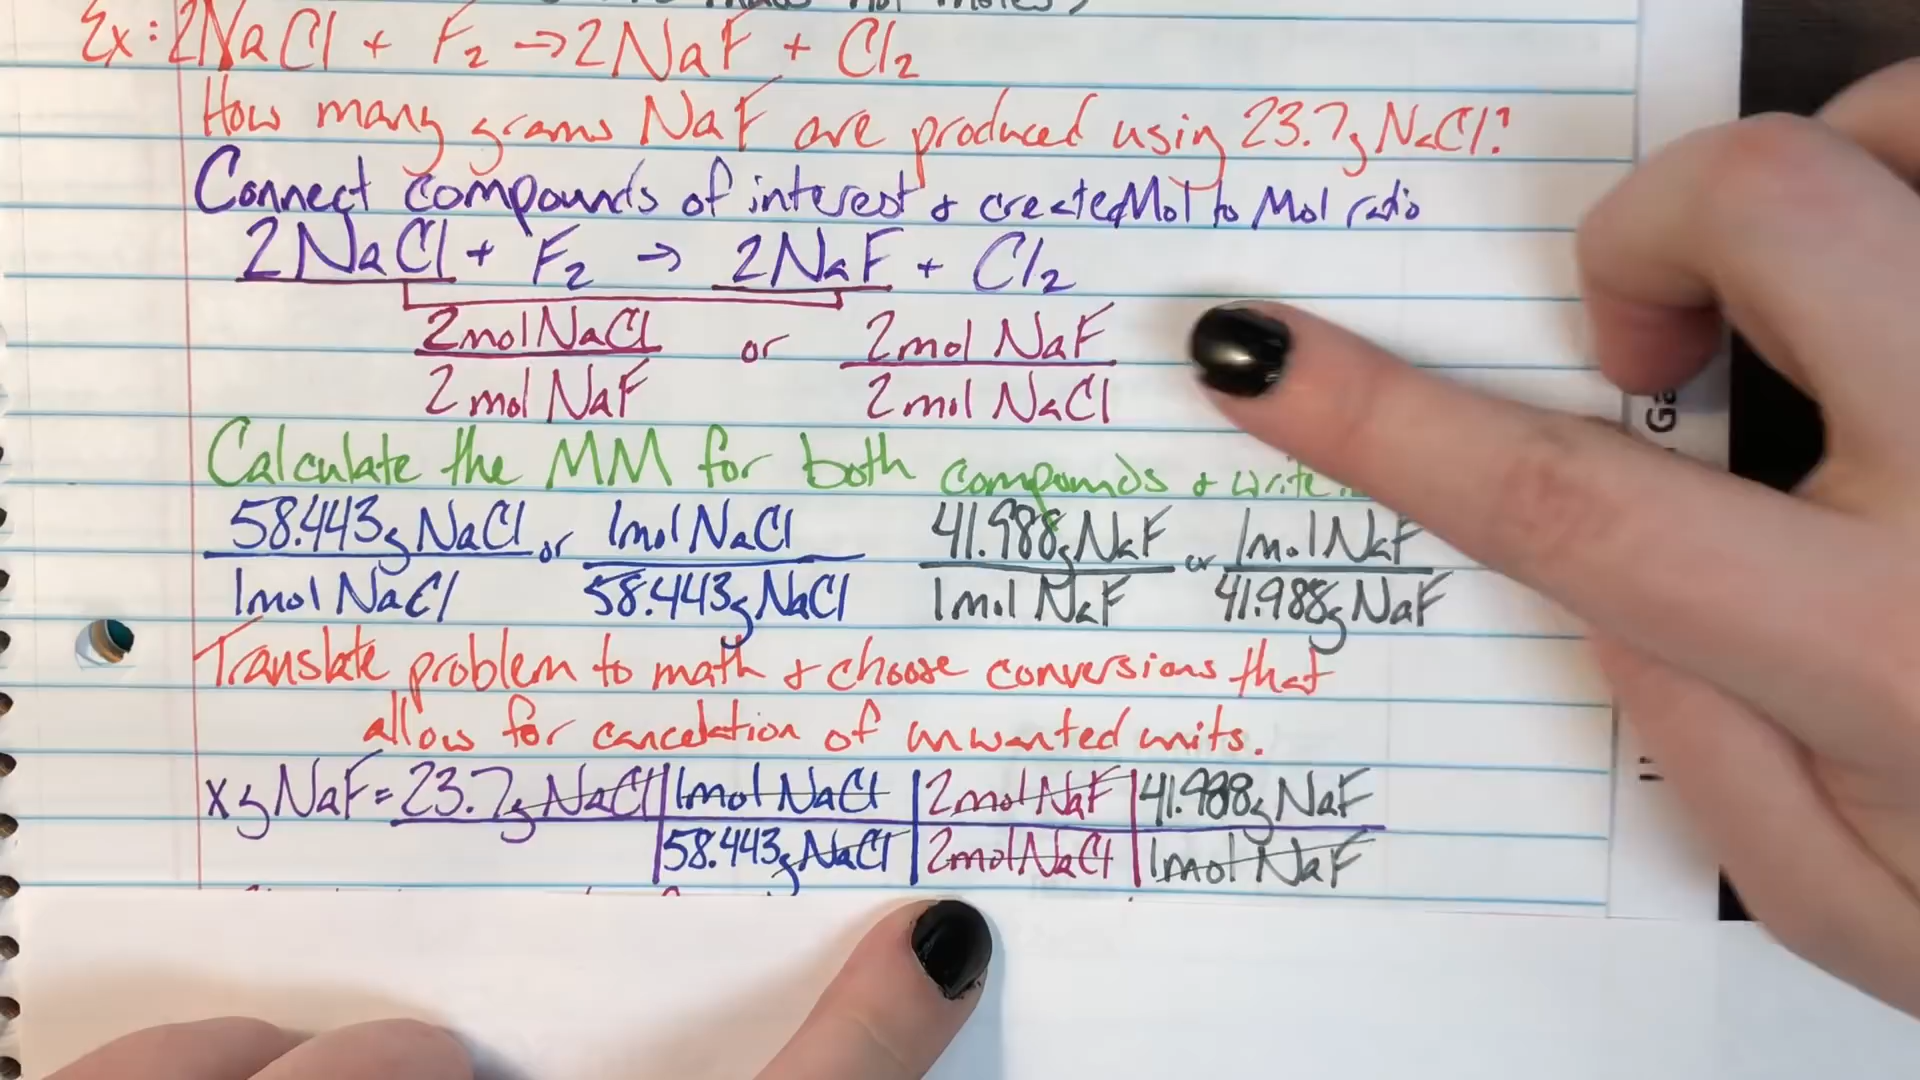 Ex: 2NaCl + F₂ → 2NaF + Cl₂
How many grams NaF are produced using 23.7g NaCl?
Connect compounds of interest & create Mol to Mol ratio
2NaCl + F₂ → 2NaF + Cl₂
2mol NaCl or 2mol NaF
2mol NaF 2mol NaCl
Calculate the MM for both compounds & write
58.443g NaCl or 1mol NaCl 41.988g NaF or 1mol NaF
1mol NaCl 58.443g NaCl 1mol NaF 41.988g NaF
Translate problem to math & choose conversions that
allow for cancelation of unwanted units.
x g NaF = 23.7g NaCl | 1mol NaCl | 2mol NaF | 41.988g NaF
58.443g NaCl | 2mol NaCl | 1mol NaF